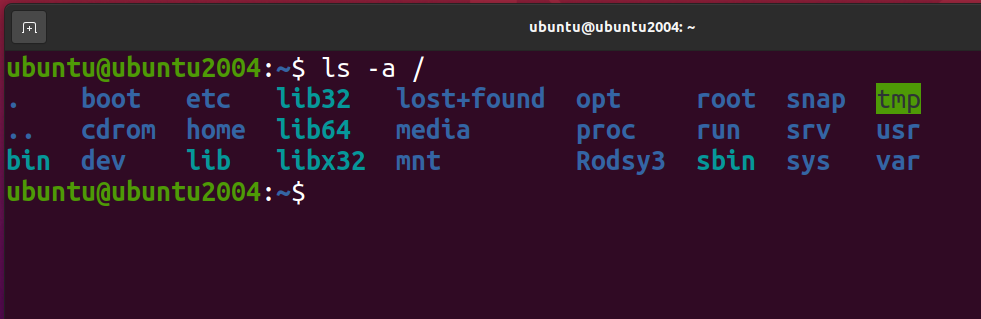 ubuntu@ubuntu2004: ~
ubuntu@ubuntu2004:~$ ls -a /
. boot etc lib32 lost+found opt root snap tmp
.. cdrom home lib64 media proc run srv usr
bin dev lib libx32 mnt Rodsy3 sbin sys var
ubuntu@ubuntu2004:~$